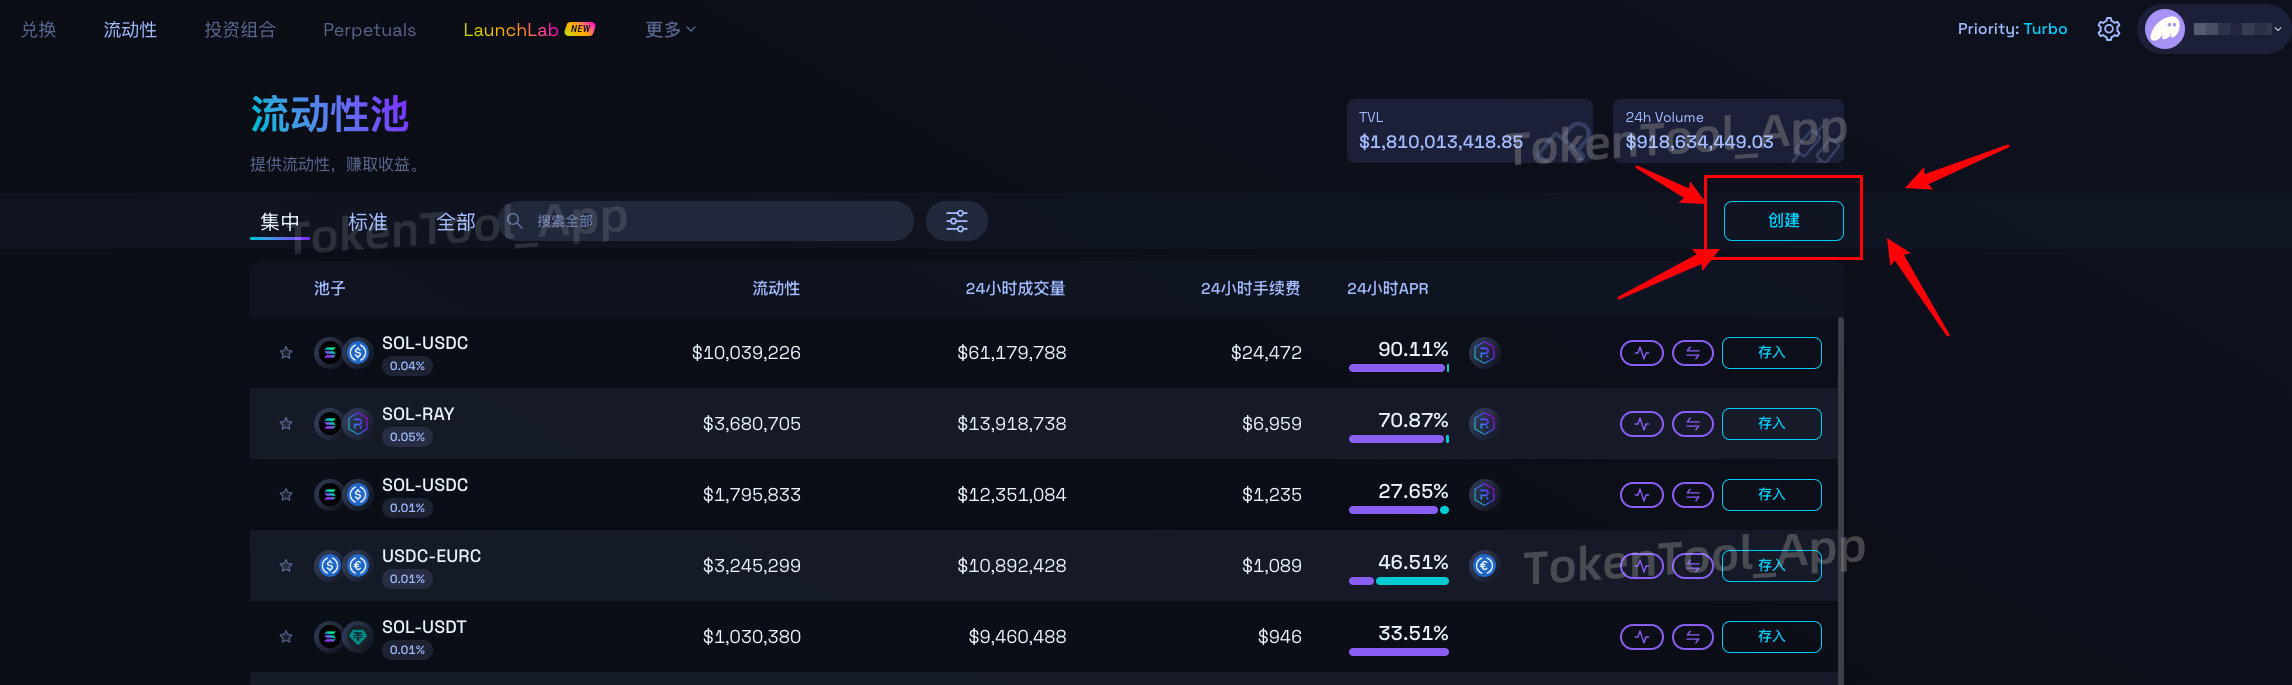 兑换 流动性 投资组合 Perpetuals LaunchLab NEW 更多 Priority: Turbo
流动性池
提供流动性，赚取收益。
TVL
$1,810,013,418.85
24h Volume
$918,634,449.03
TokenTool_App
集中 标准 全部 搜索全部 创建
TokenTool_App
池子 流动性 24小时成交量 24小时手续费 24小时APR
SOL-USDC $10,039,226 $61,179,788 $24,472 90.11% 存入
0.04%
SOL-RAY $3,680,705 $13,918,738 $6,959 70.87% 存入
0.05%
SOL-USDC $1,795,833 $12,351,084 $1,235 27.65% 存入
0.01%
USDC-EURC $3,245,299 $10,892,428 $1,089 46.51% 存入
0.01%
TokenTool_App
SOL-USDT $1,030,380 $9,460,488 $946 33.51% 存入
0.01%